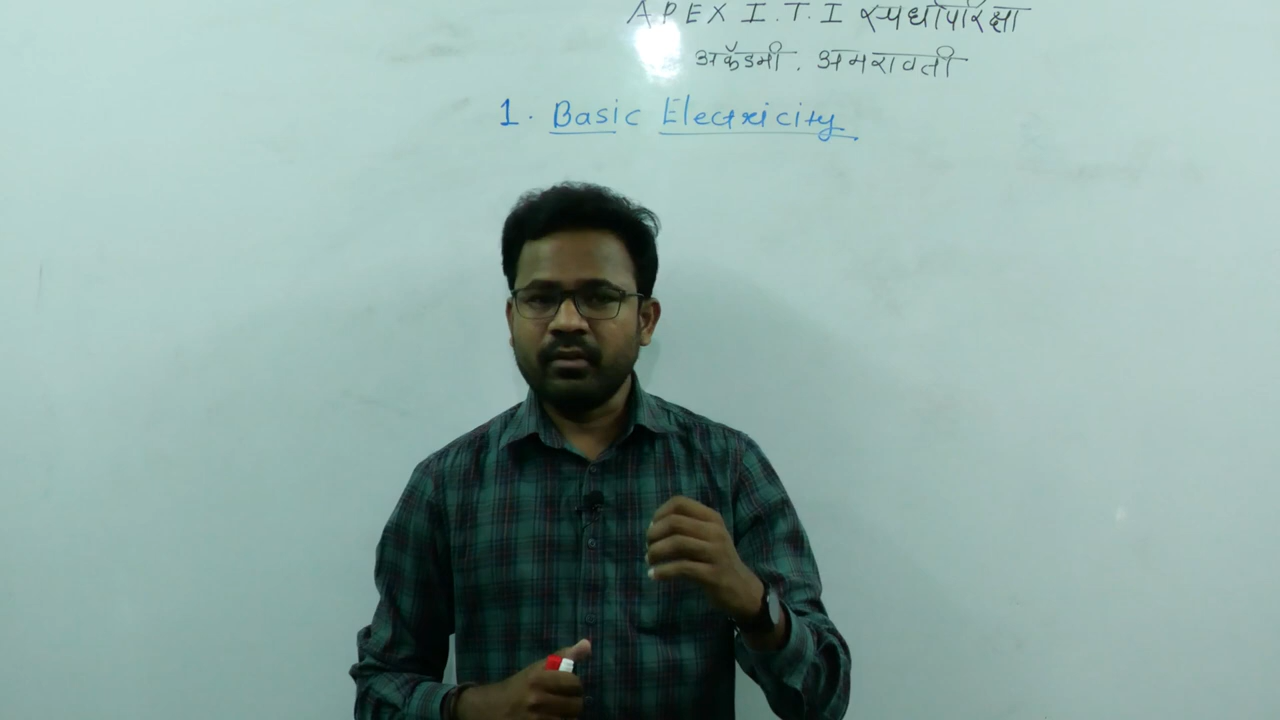 APEX I.T.I स्पर्धापरिक्षा
अकॅडमी. अमरावती
1. Basic Electricity